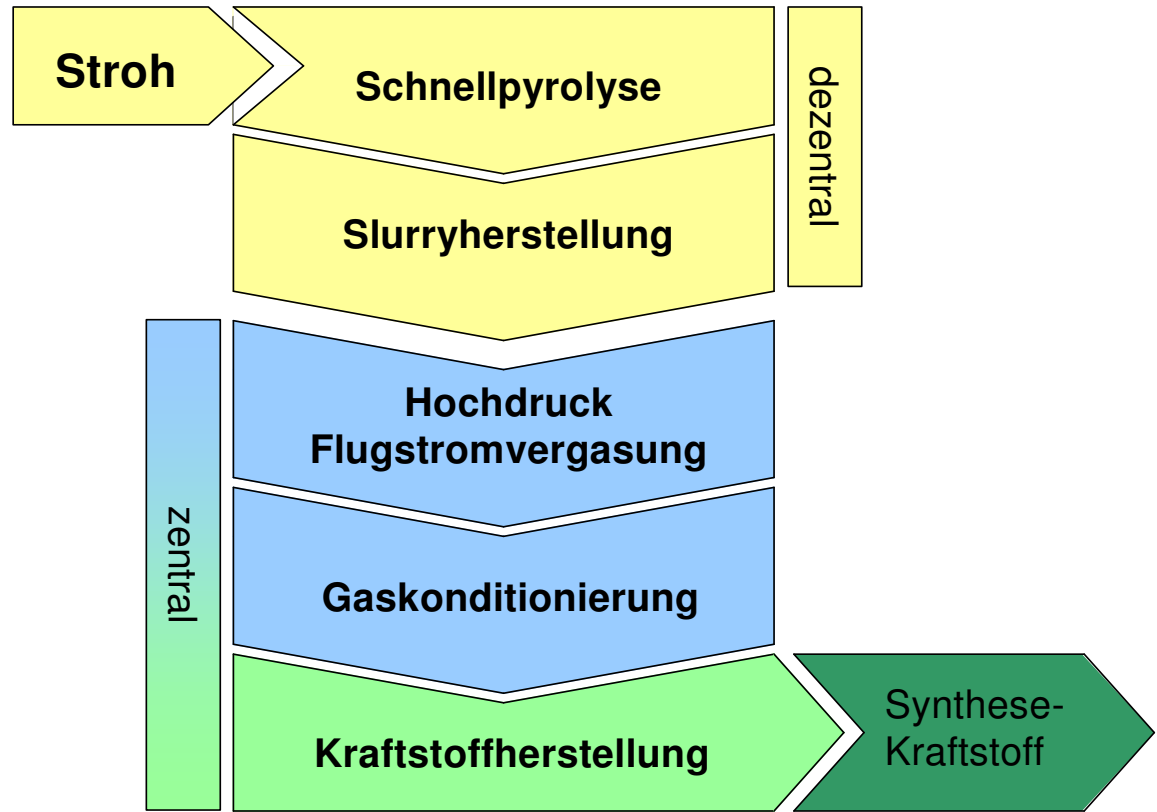 Stroh
Schnellpyrolyse
dezentral
Slurryherstellung
Hochdruck
Flugstromvergasung
zentral
Gaskonditionierung
Kraftstoffherstellung
Synthese-
Kraftstoff